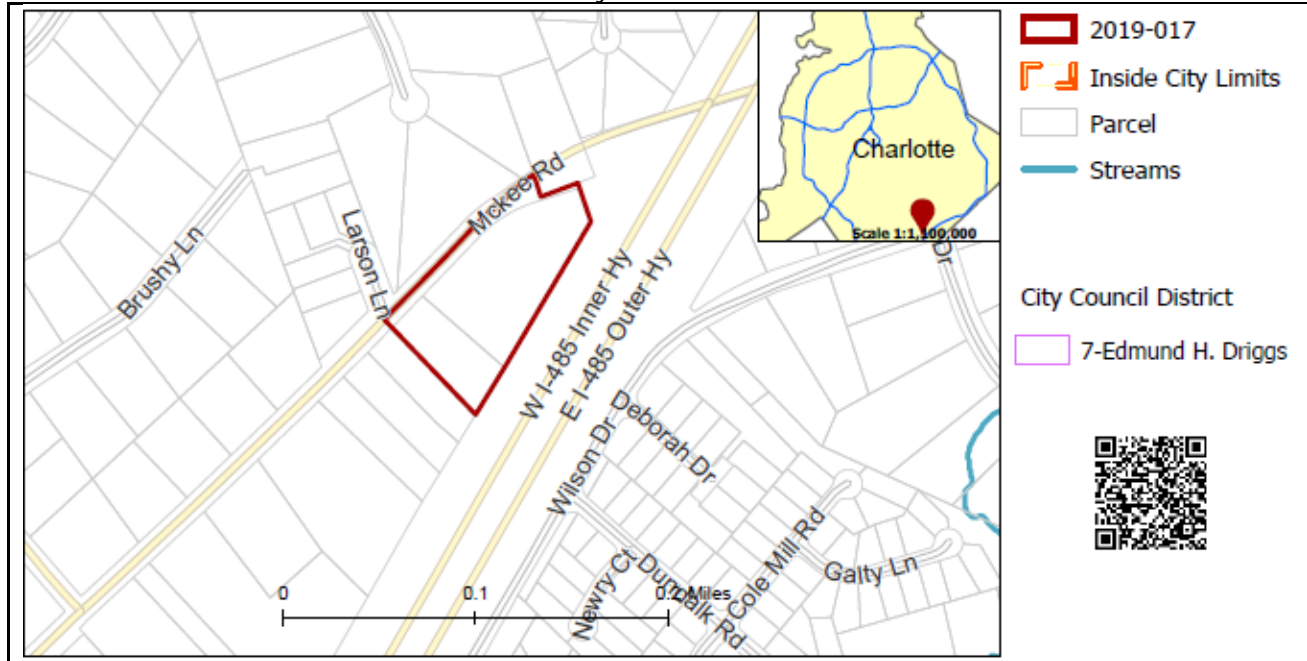 2019-017
Inside City Limits
Parcel
Streams
City Council District
7-Edmund H. Driggs
Charlotte
Scale 1:1,100,000
Mckee Rd
Larson Ln
Brushy Ln
W I-485 Inner Hy
E I-485 Outer Hy
Dr
Wilson Dr
Deborah Dr
Cole Mill Rd
Galty Ln
Newry Ct
Dundalk Rd
0 0.1 0.2 Miles